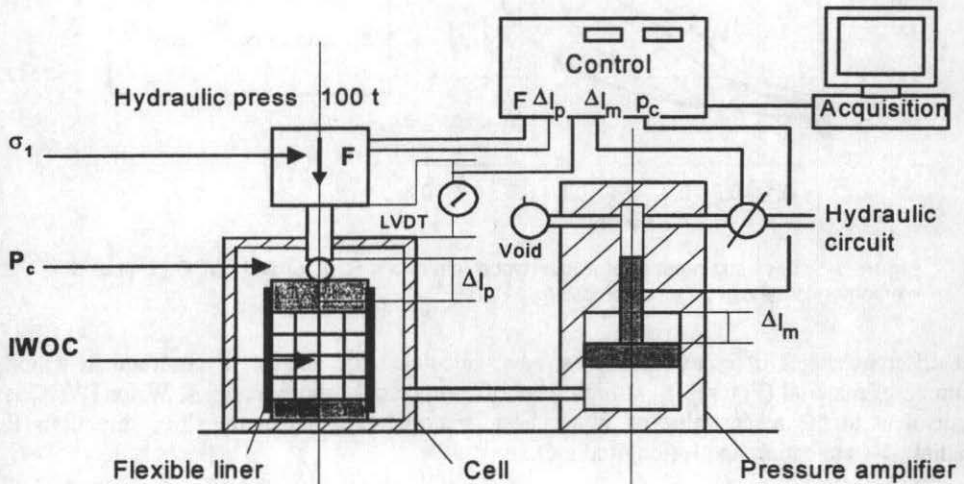 Control
F Δlp Δlm pc
Acquisition
Hydraulic press 100 t
σ1
F
LVDT
Void
Hydraulic
circuit
Pc
Δlp
Δlm
IWOC
Flexible liner
Cell
Pressure amplifier